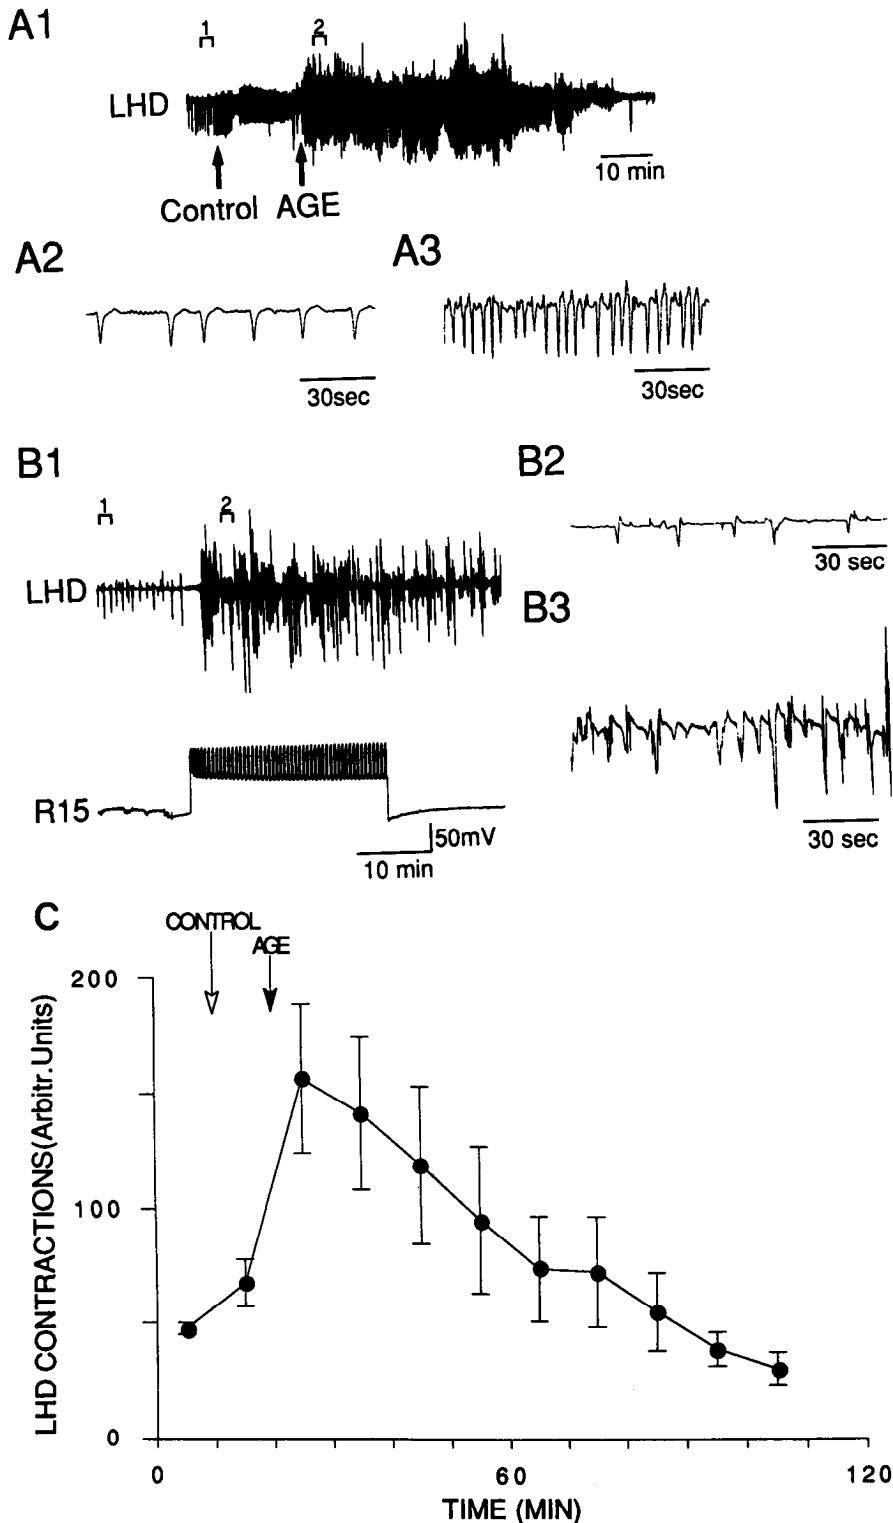 A1
1
2
LHD
10 min
Control AGE
A2
A3
30sec
30sec
B1
B2
1
2
LHD
30 sec
B3
R15
50mV
10 min
30 sec
C
CONTROL
AGE
200
100
0
LHD CONTRACTIONS(Arbitr.Units)
0
60
120
TIME (MIN)